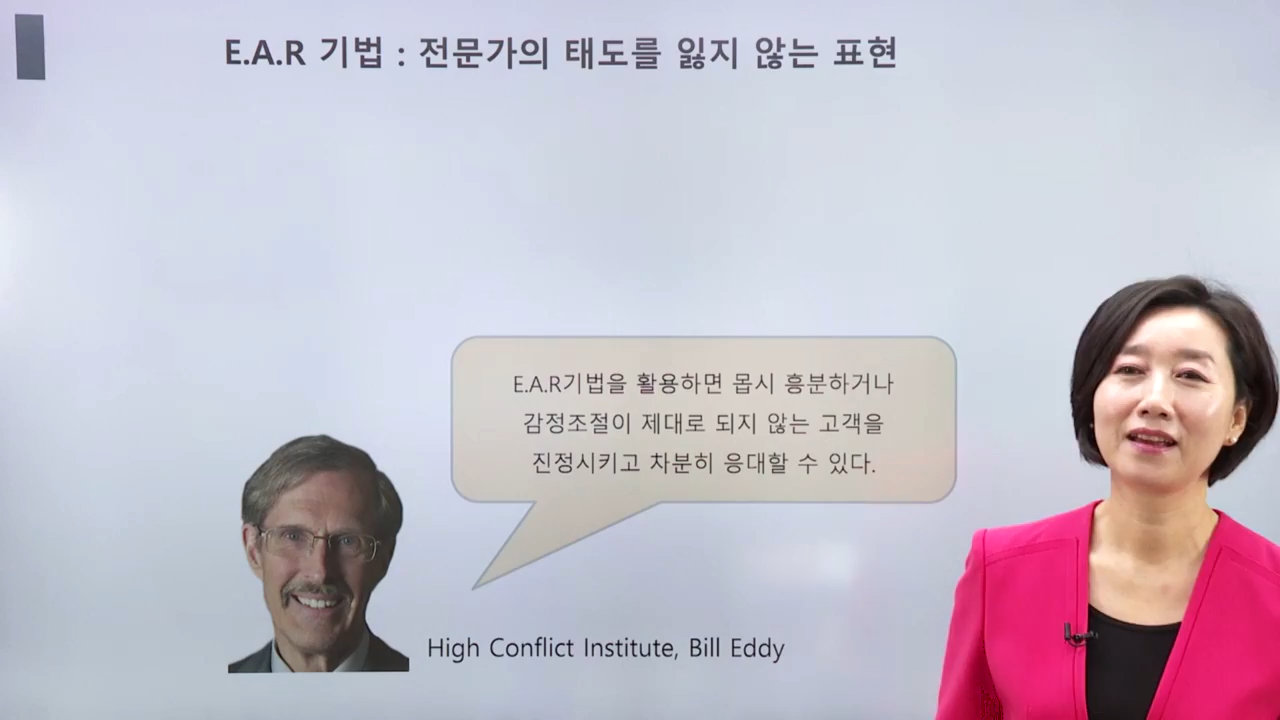 E.A.R 기법 : 전문가의 태도를 잃지 않는 표현
E.A.R기법을 활용하면 몹시 흥분하거나
감정조절이 제대로 되지 않는 고객을
진정시키고 차분히 응대할 수 있다.
High Conflict Institute, Bill Eddy